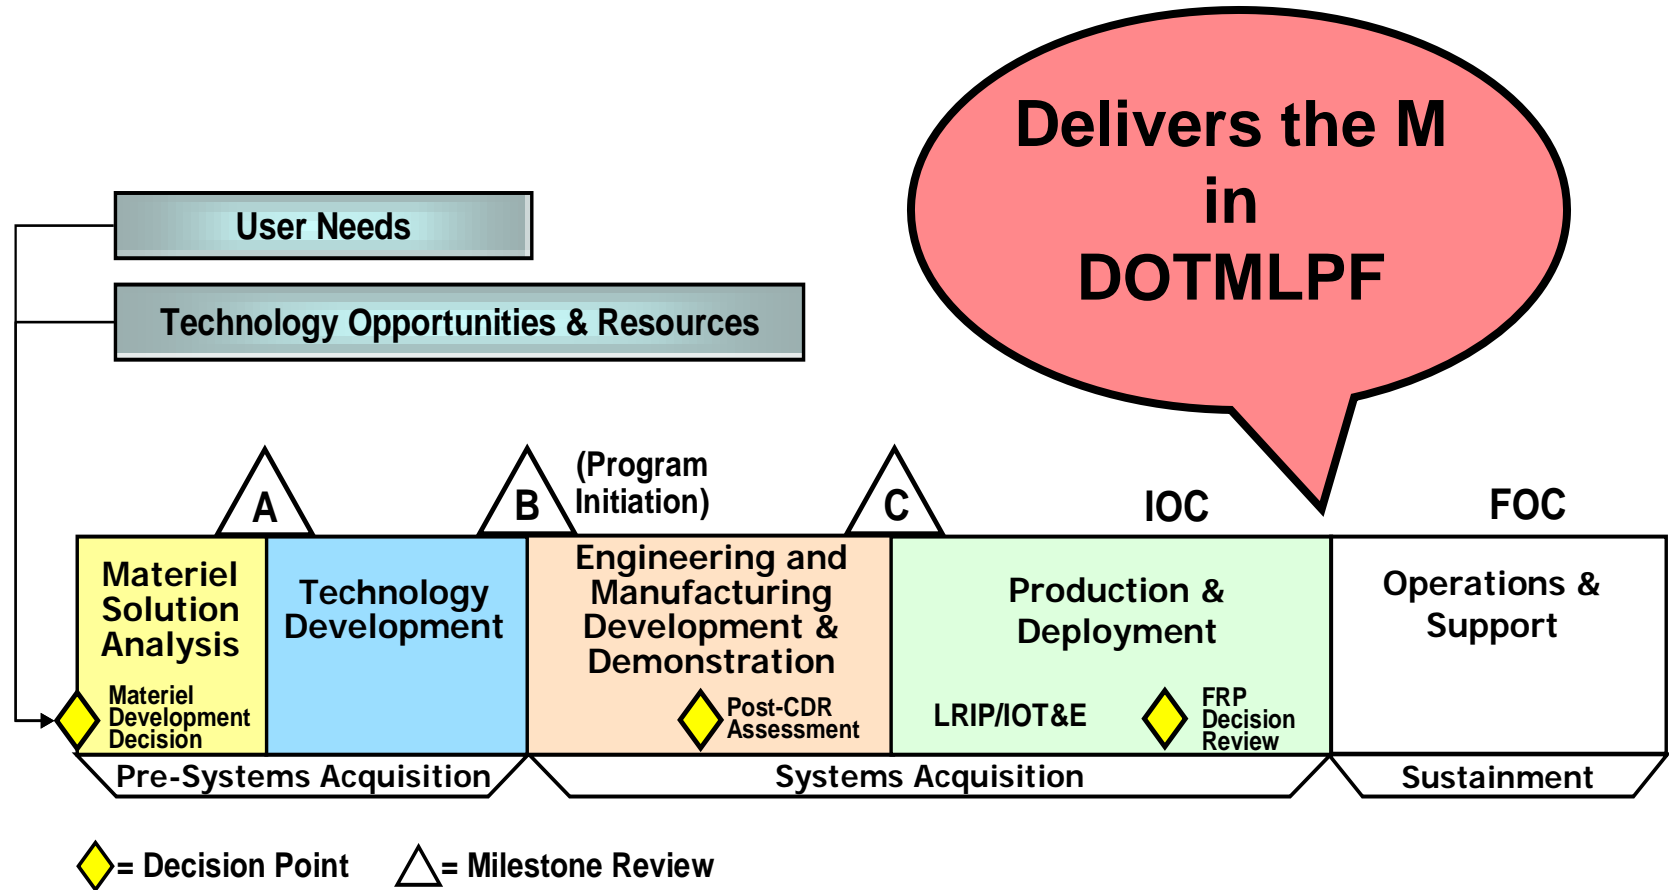 Delivers the M
in
DOTMLPF
User Needs
Technology Opportunities & Resources
A
B
(Program
Initiation)
C
IOC
FOC
Materiel
Solution
Analysis
Technology
Development
Engineering and
Manufacturing
Development &
Demonstration
Production &
Deployment
Operations &
Support
Materiel
Development
Decision
Post-CDR
Assessment
LRIP/IOT&E
FRP
Decision
Review
Pre-Systems Acquisition
Systems Acquisition
Sustainment
= Decision Point
= Milestone Review